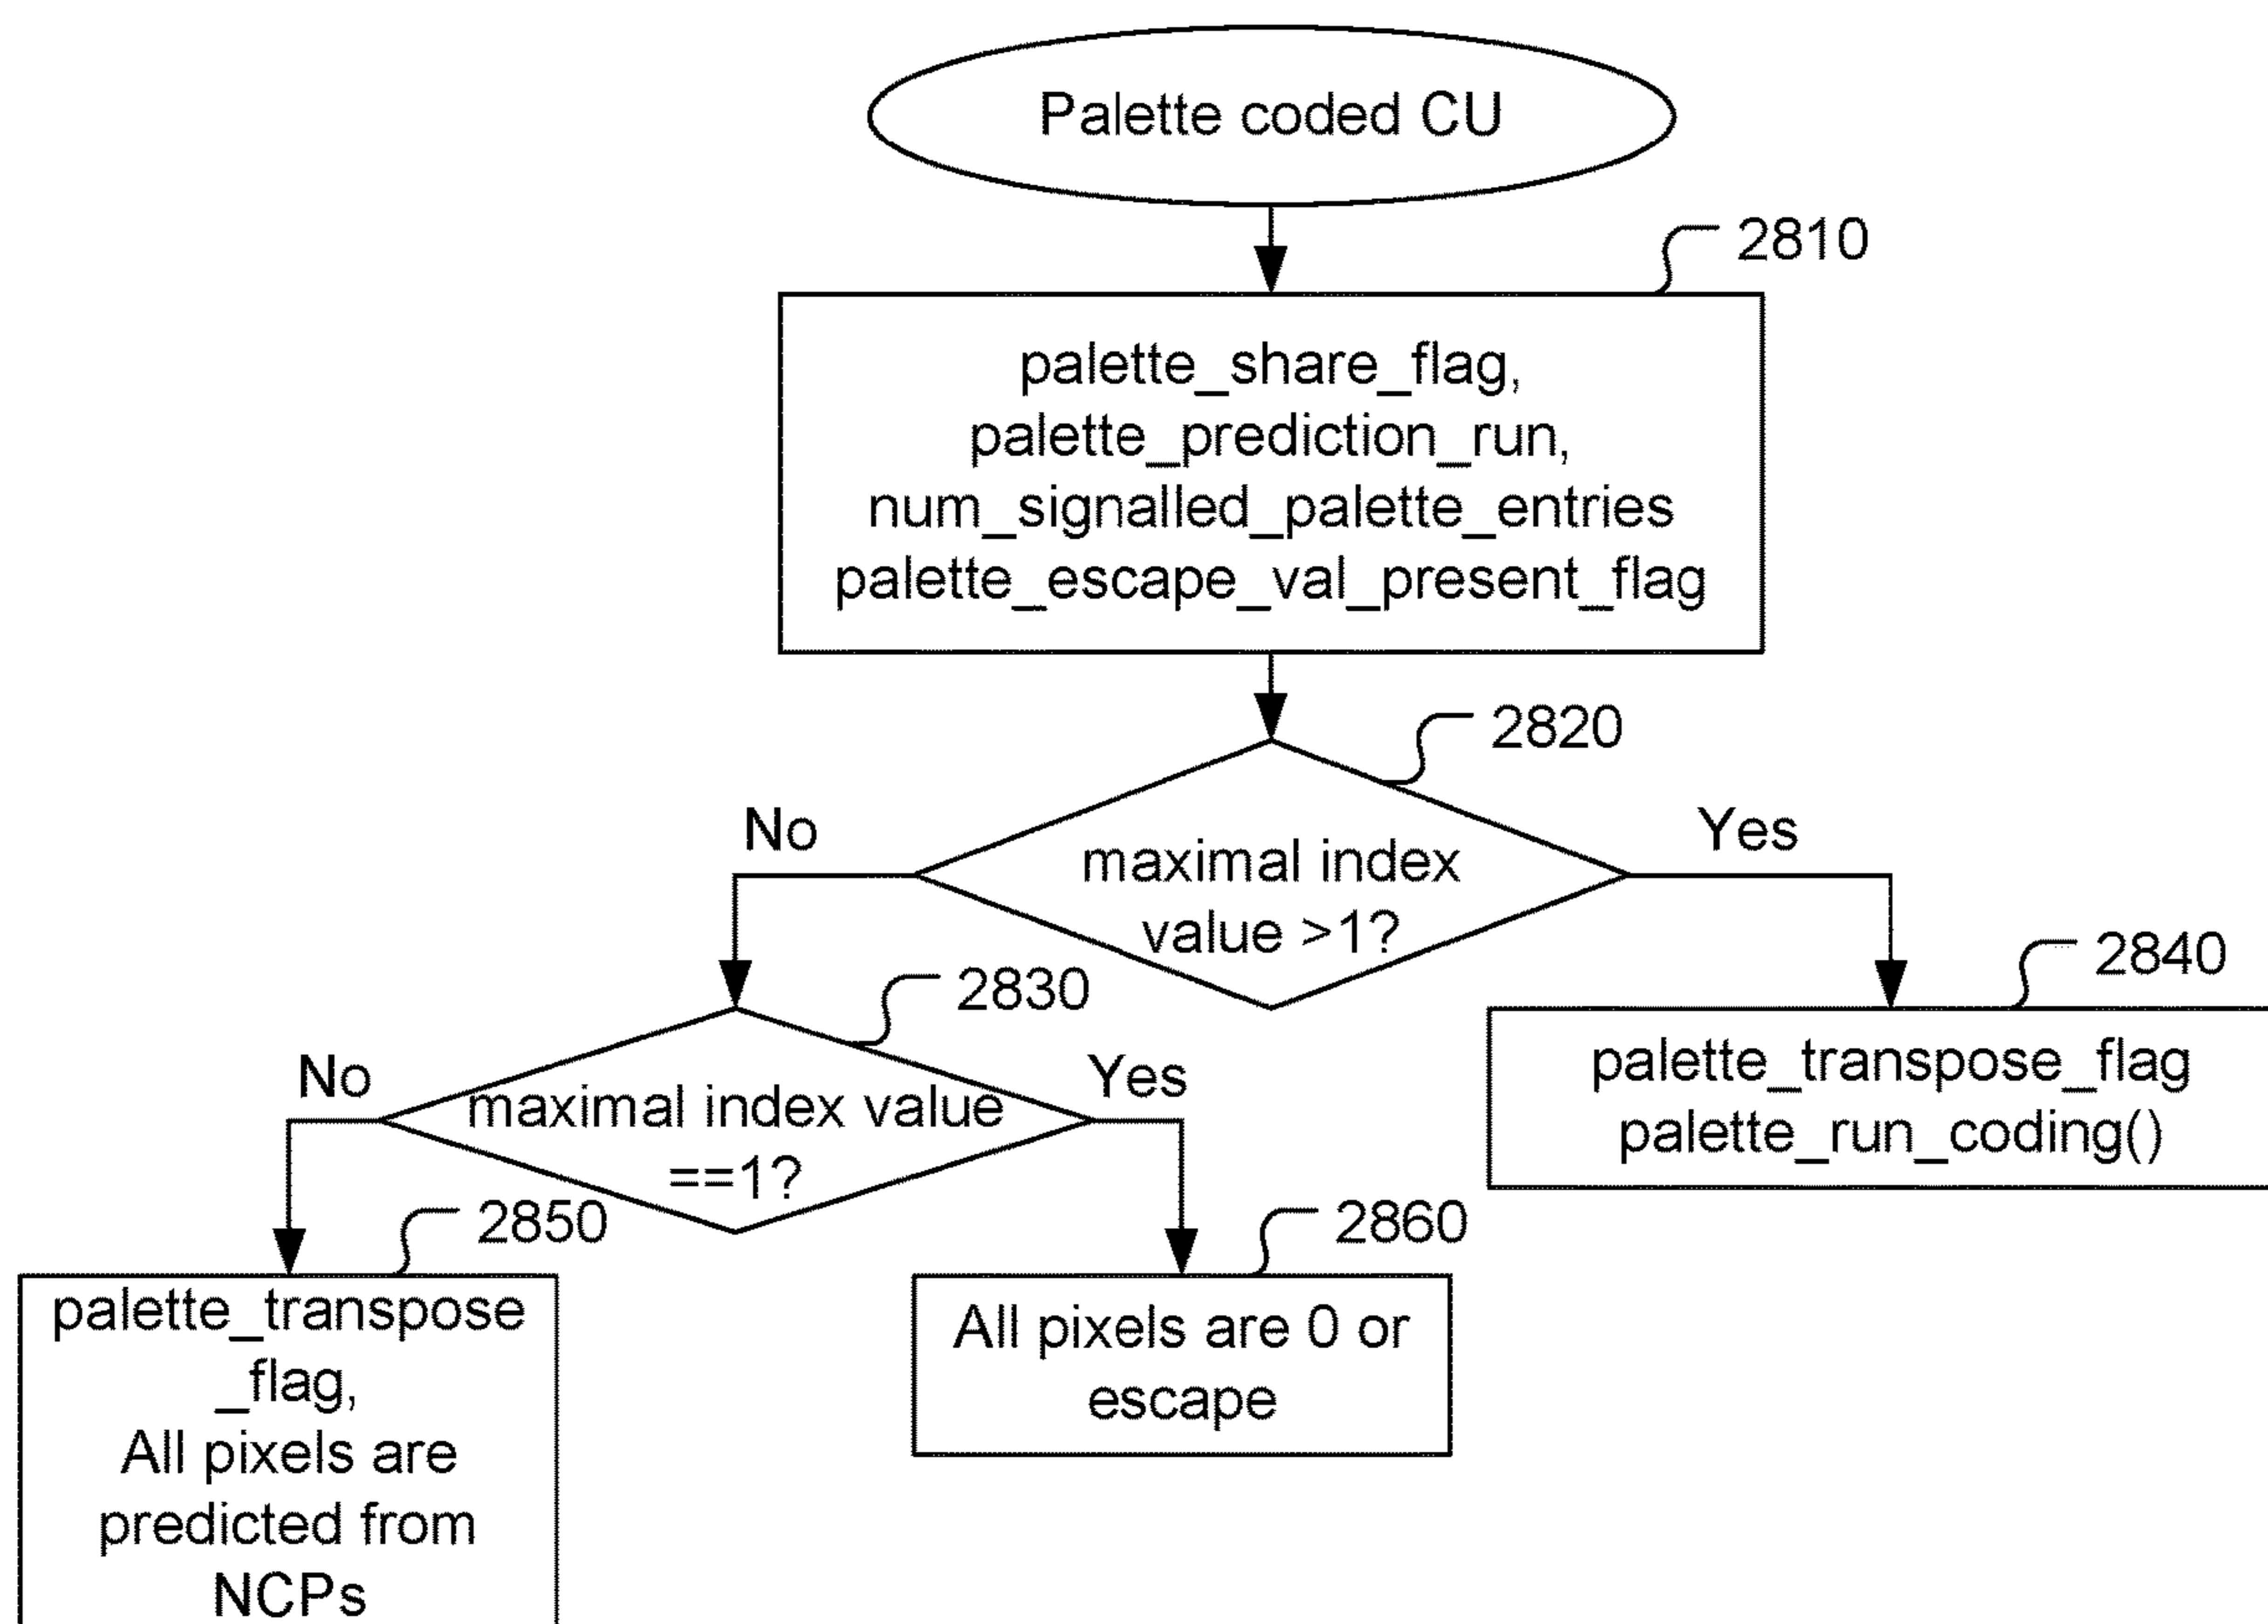 Palette coded CU
2810
palette_share_flag,
palette_prediction_run,
num_signalled_palette_entries
palette_escape_val_present_flag
2820
No
Yes
maximal index
value >1?
2830
2840
No
Yes
maximal index value
==1?
palette_transpose_flag
palette_run_coding()
2850
2860
palette_transpose
_flag,
All pixels are
predicted from
NCPs
All pixels are 0 or
escape